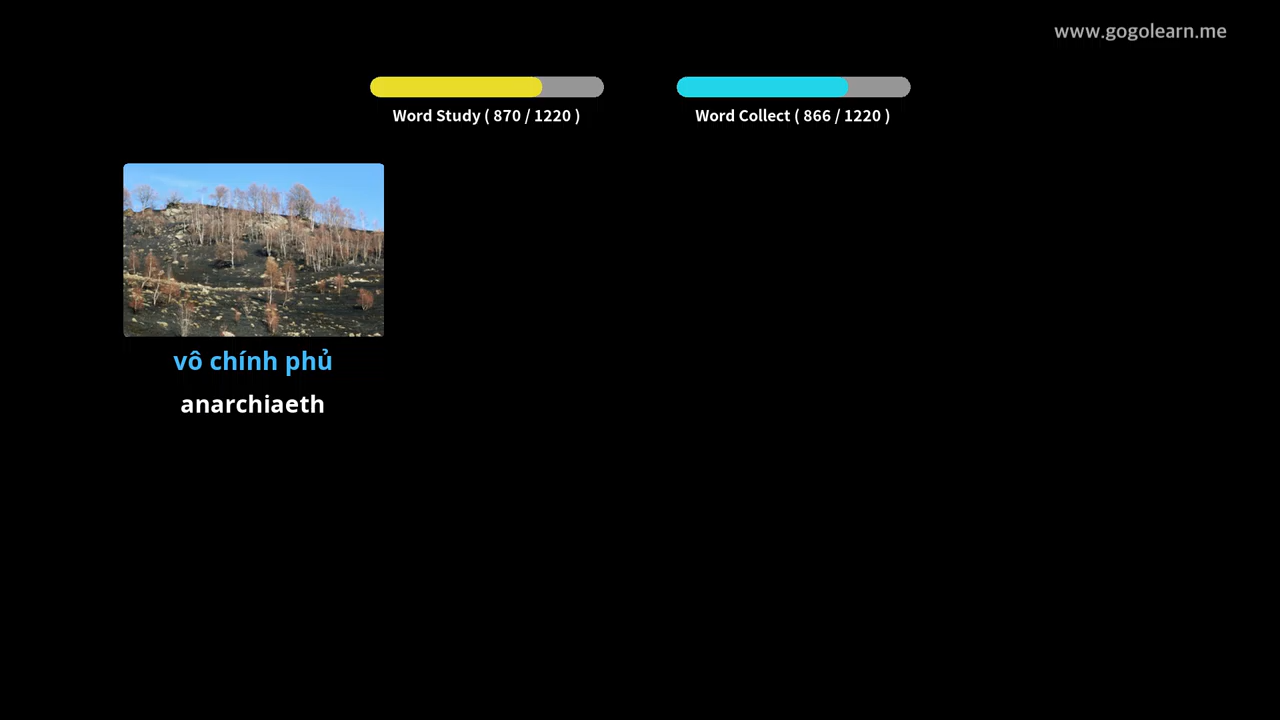 www.gogolearn.me
Word Study ( 870 / 1220 )
Word Collect ( 866 / 1220 )
vô chính phủ
anarchiaeth